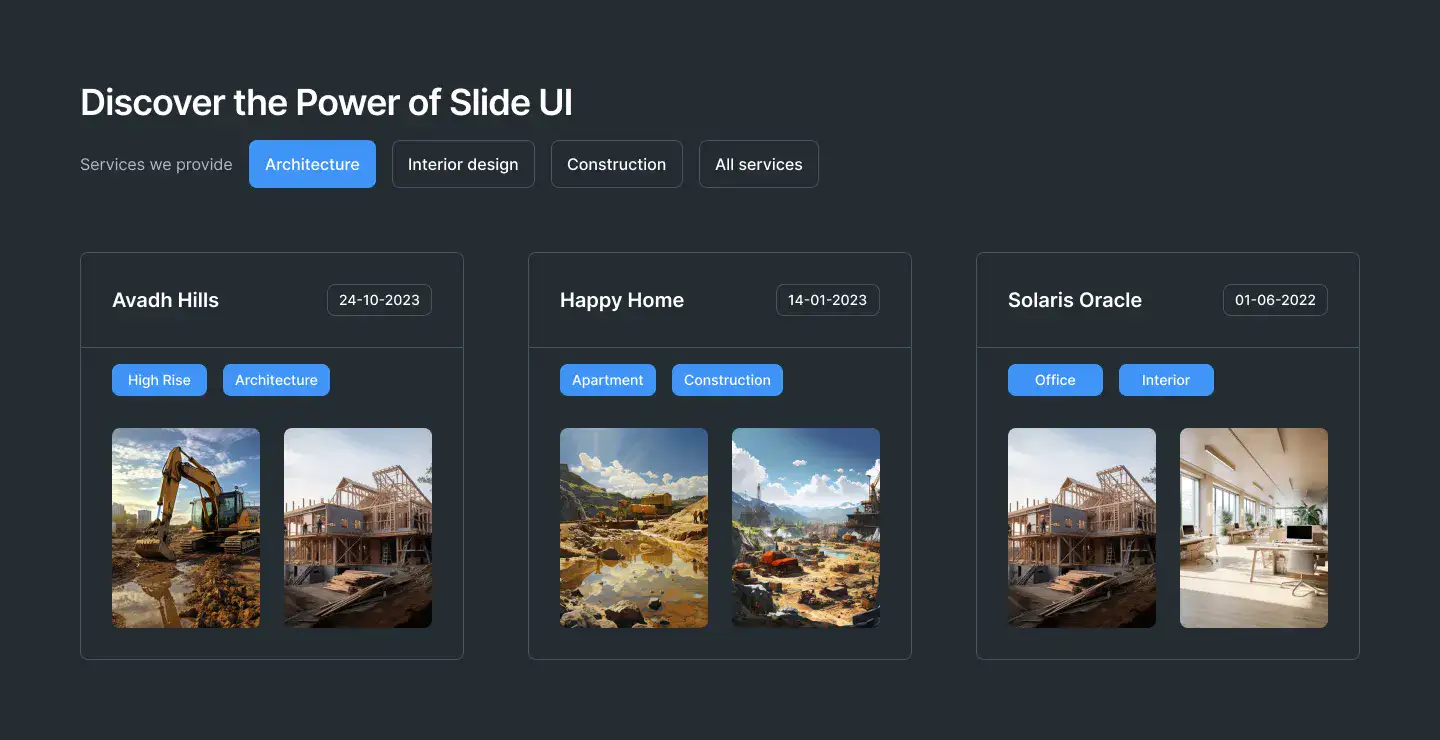 Discover the Power of Slide UI
Services we provide Architecture Interior design Construction All services
Avadh Hills 24-10-2023
High Rise Architecture
Happy Home 14-01-2023
Apartment Construction
Solaris Oracle 01-06-2022
Office Interior